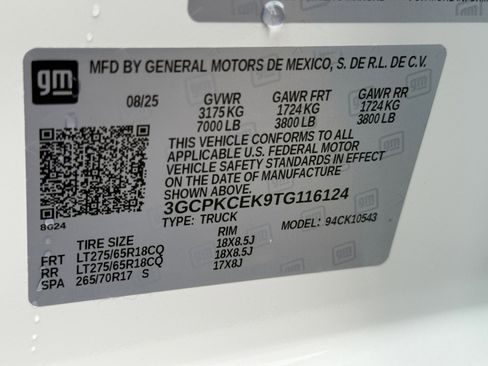 gm
MFD BY GENERAL MOTORS DE MEXICO, S. DE R.L. DE C.V.
08/25 GVWR GAWR FRT GAWR RR
3175 KG 1724 KG 1724 KG
7000 LB 3800 LB 3800 LB
THIS VEHICLE CONFORMS TO ALL
APPLICABLE U.S. FEDERAL MOTOR
VEHICLE SAFETY STANDARDS IN EFFECT
ON THE DATE OF MANUFACTURE
SHOWN ABOVE.
3GCPKCEK9TG116124
8624 TYPE: TRUCK MODEL: 94CK10543
TIRE SIZE RIM
FRT LT275/65R18CQ 18X8.5J
RR LT275/65R18CQ 18X8.5J
SPA 265/70R17 S 17X8J